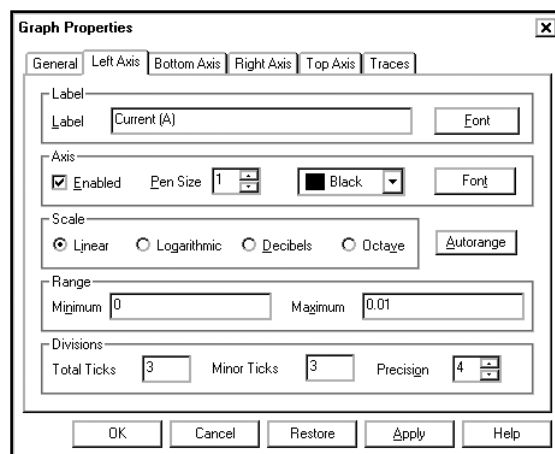 Graph Properties
General Left Axis Bottom Axis Right Axis Top Axis Traces
Label
Label Current (A) Font
Axis
Enabled Pen Size 1 Black Font
Scale
Linear Logarithmic Decibels Octave Autorange
Range
Minimum 0 Maximum 0.01
Divisions
Total Ticks 3 Minor Ticks 3 Precision 4
OK Cancel Restore Apply Help